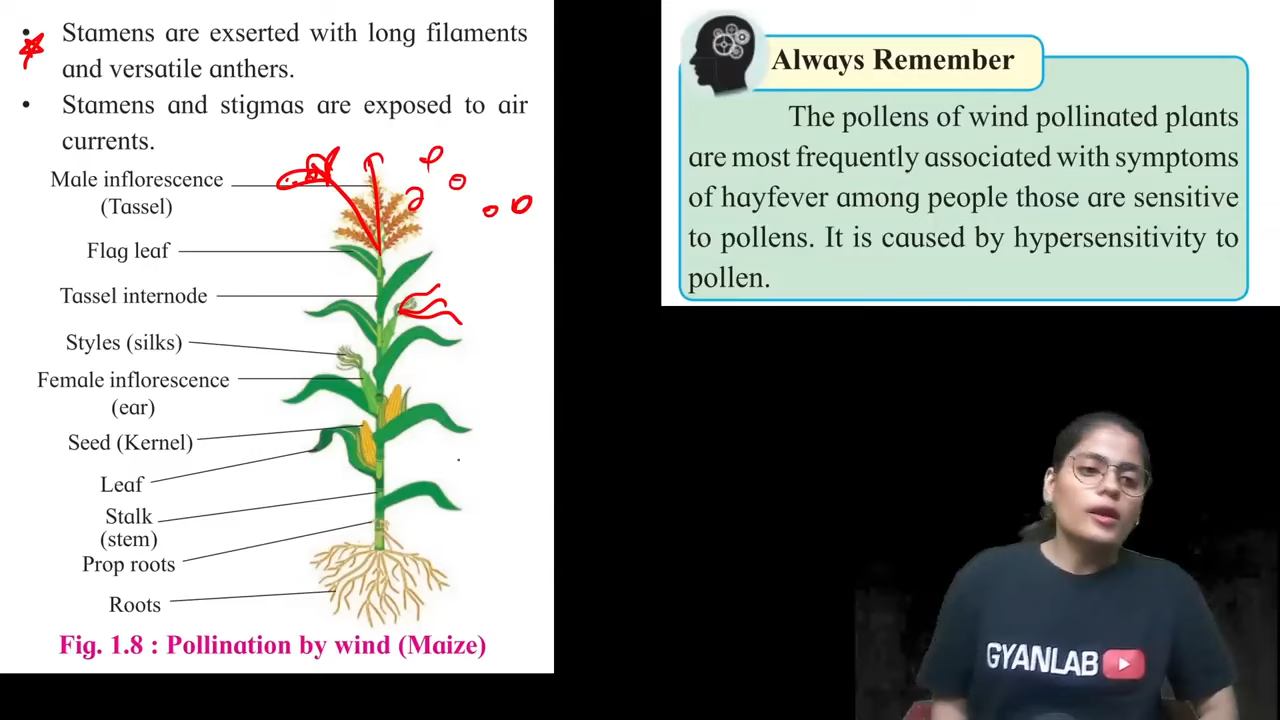 • Stamens are exserted with long filaments
and versatile anthers.
• Stamens and stigmas are exposed to air
currents.
Male inflorescence
(Tassel)
Flag leaf
Tassel internode
Styles (silks)
Female inflorescence
(ear)
Seed (Kernel)
Leaf
Stalk
(stem)
Prop roots
Roots
Fig. 1.8 : Pollination by wind (Maize)
Always Remember
The pollens of wind pollinated plants
are most frequently associated with symptoms
of hayfever among people those are sensitive
to pollens. It is caused by hypersensitivity to
pollen.
GYANLAB